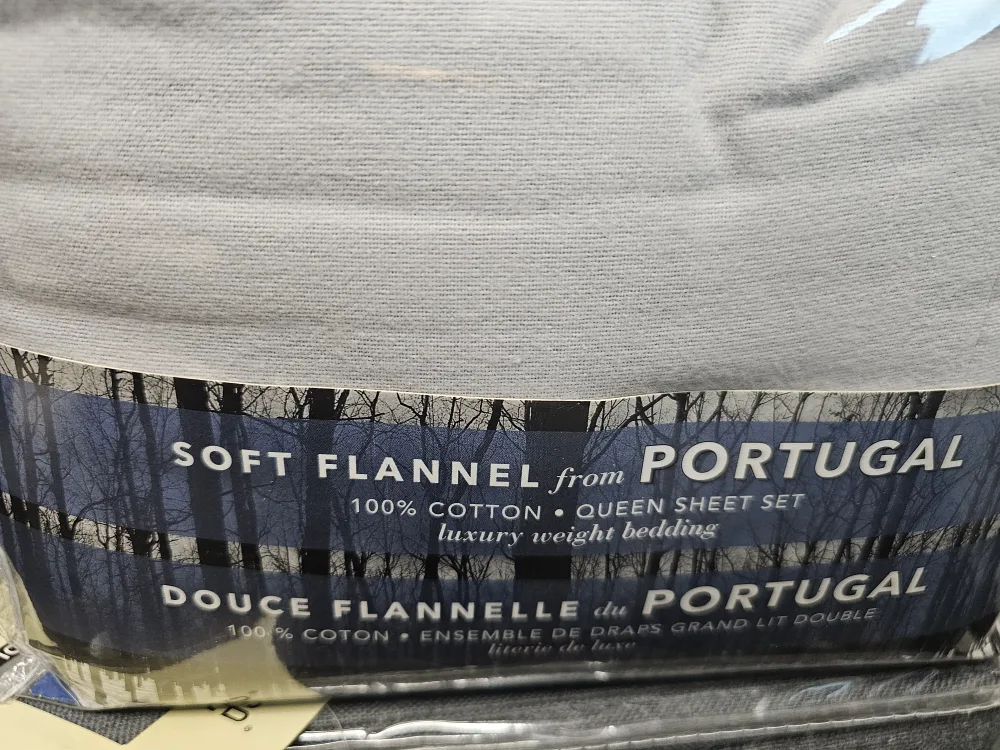 SOFT FLANNEL from PORTUGAL
100% COTTON • QUEEN SHEET SET
luxury weight bedding
DOUCE FLANNELLE du PORTUGAL
100 % COTON • ENSEMBLE DE DRAPS GRAND LIT DOUBLE
literie de luxe